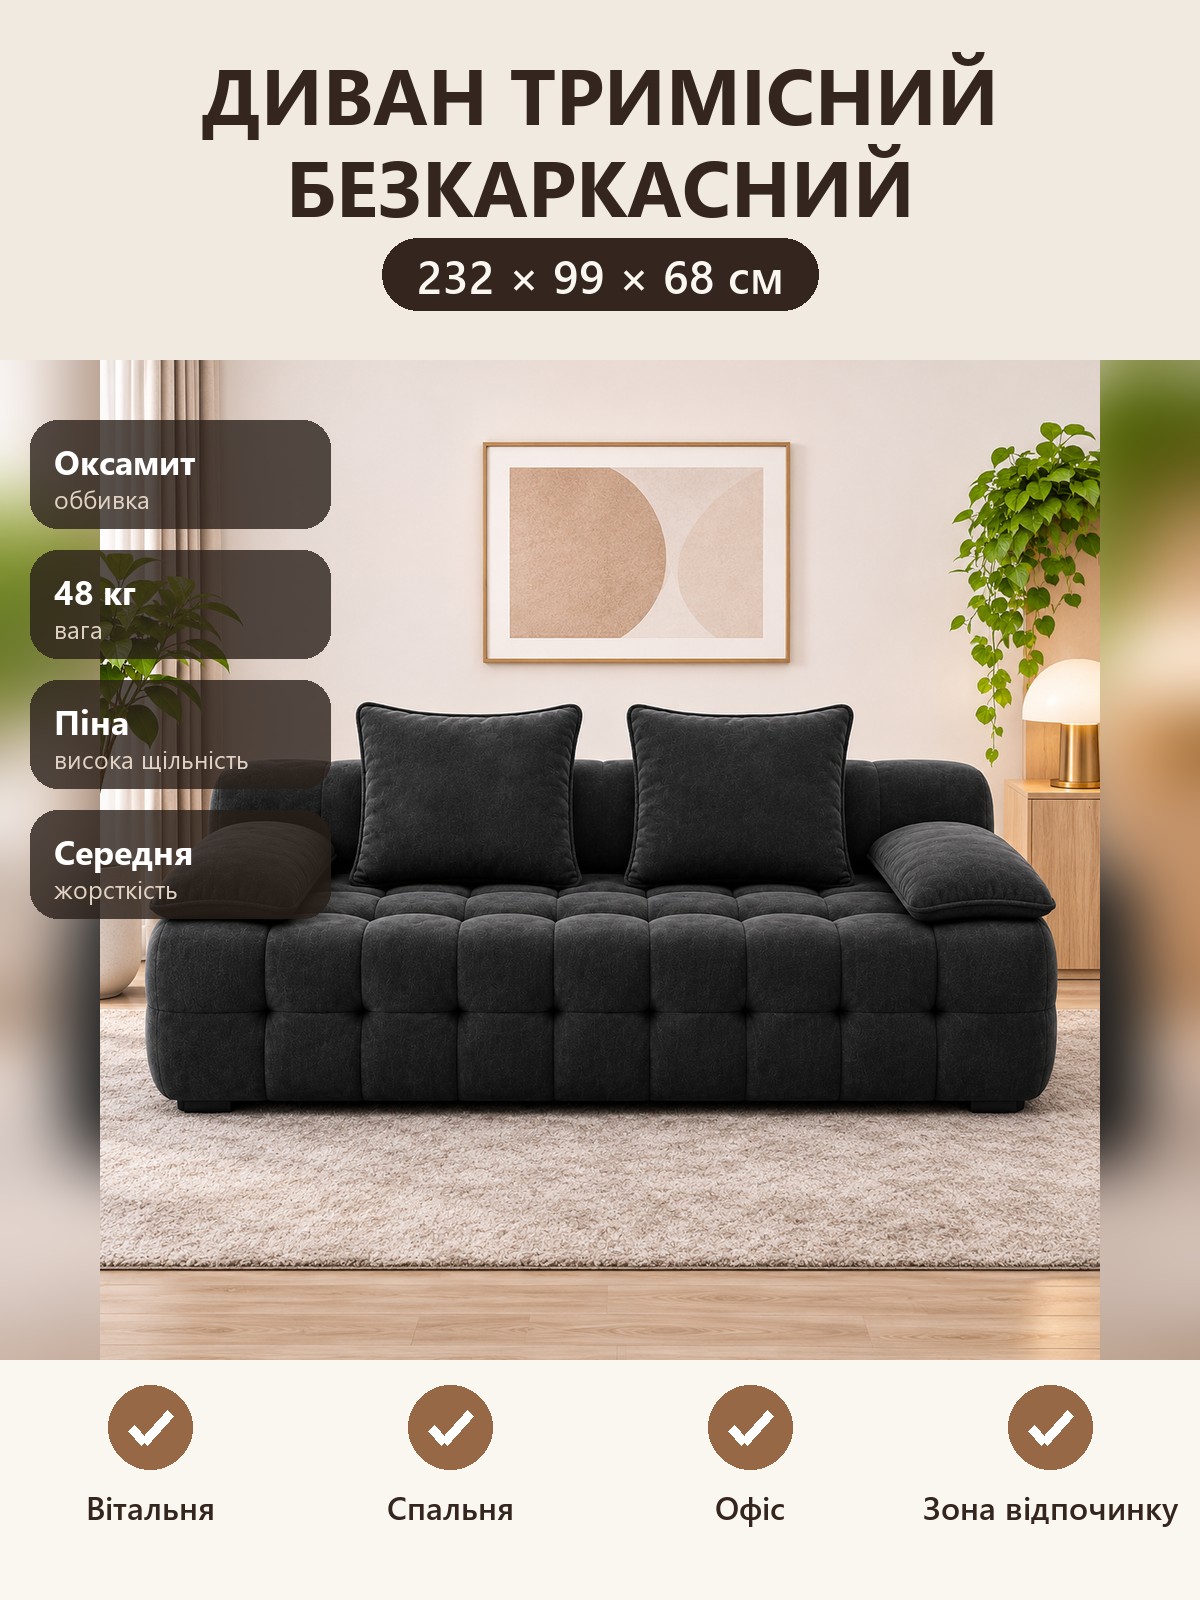 ДИВАН ТРИМІСНИЙ
БЕЗКАРКАСНИЙ
232 × 99 × 68 см
Оксамит
оббивка
48 кг
вага
Піна
висока щільність
Середня
жорсткість
Вітальня
Спальня
Офіс
Зона відпочинку